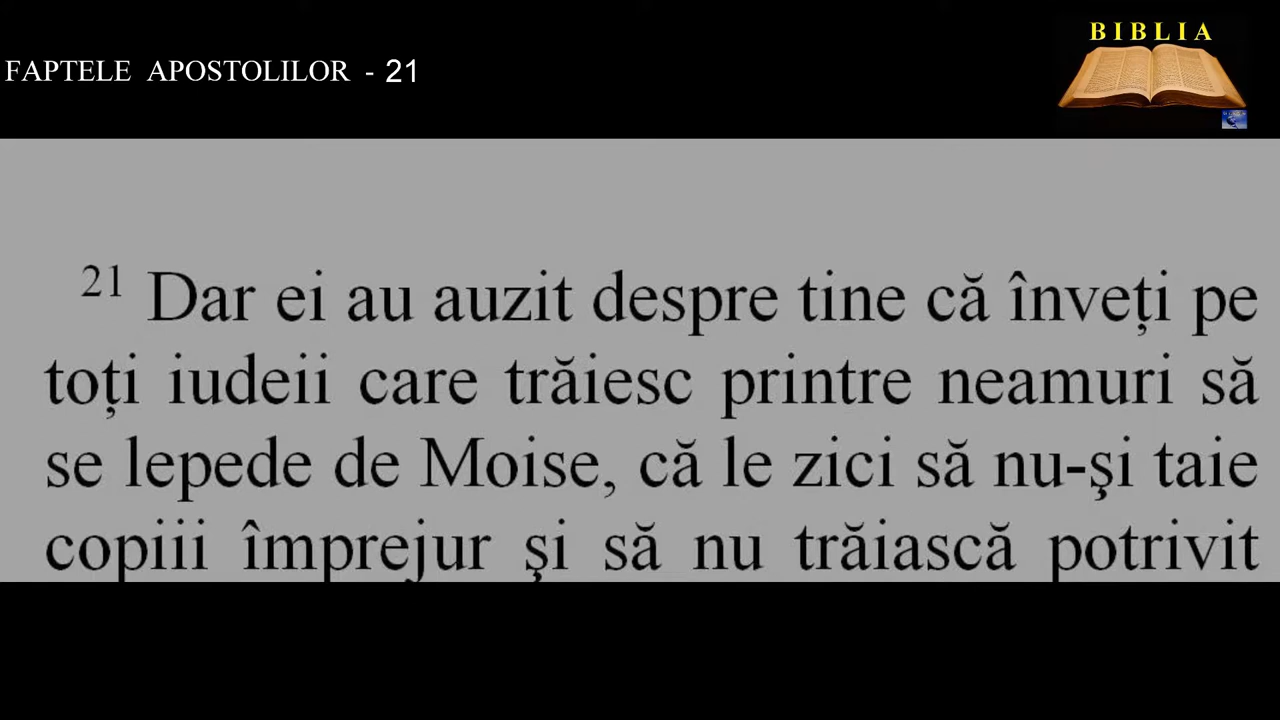 BIBLIA
FAPTELE APOSTOLILOR - 21
21 Dar ei au auzit despre tine că înveți pe
toți iudeii care trăiesc printre neamuri să
se lepede de Moise, că le zici să nu-şi taie
copiii împrejur şi să nu trăiască potrivit